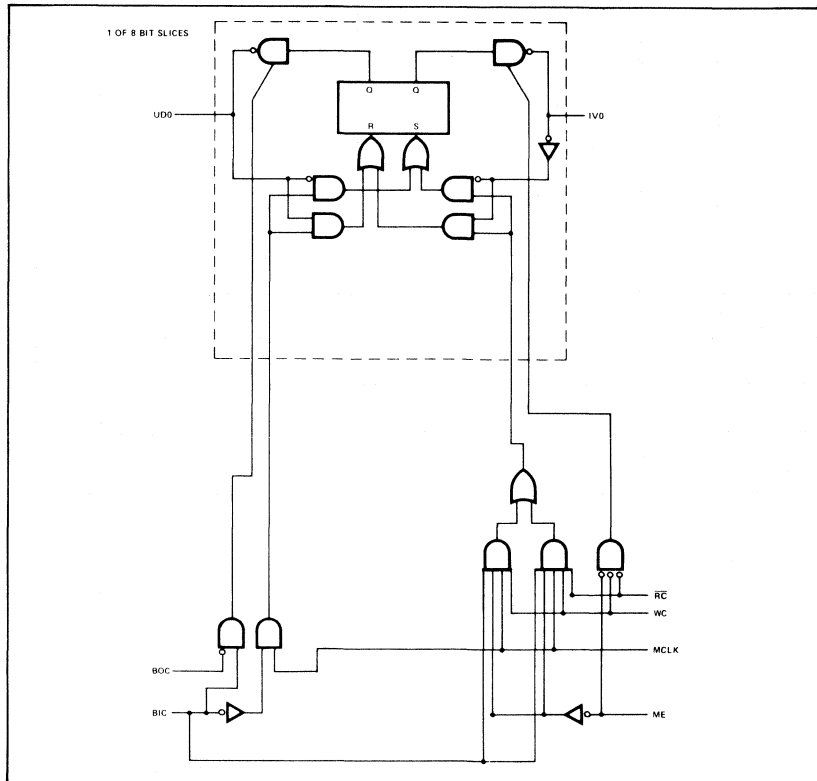 1 OF 8 BIT SLICES
Q Q
UD0 IV0
R S
RC
WC
BOC MCLK
BIC ME